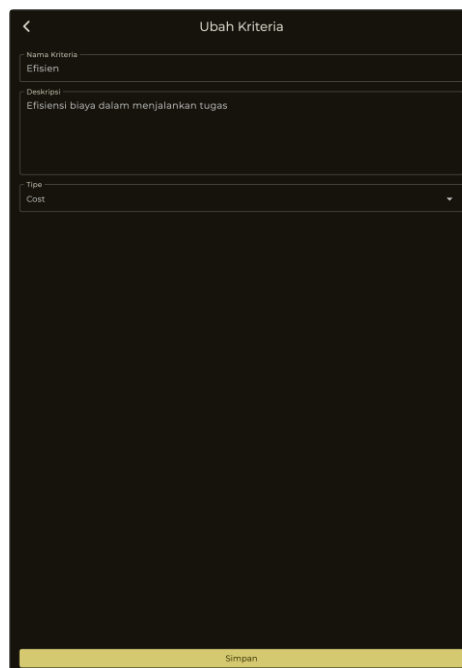 Ubah Kriteria
Nama Kriteria
Efisien
Deskripsi
Efisiensi biaya dalam menjalankan tugas
Tipe
Cost
Simpan